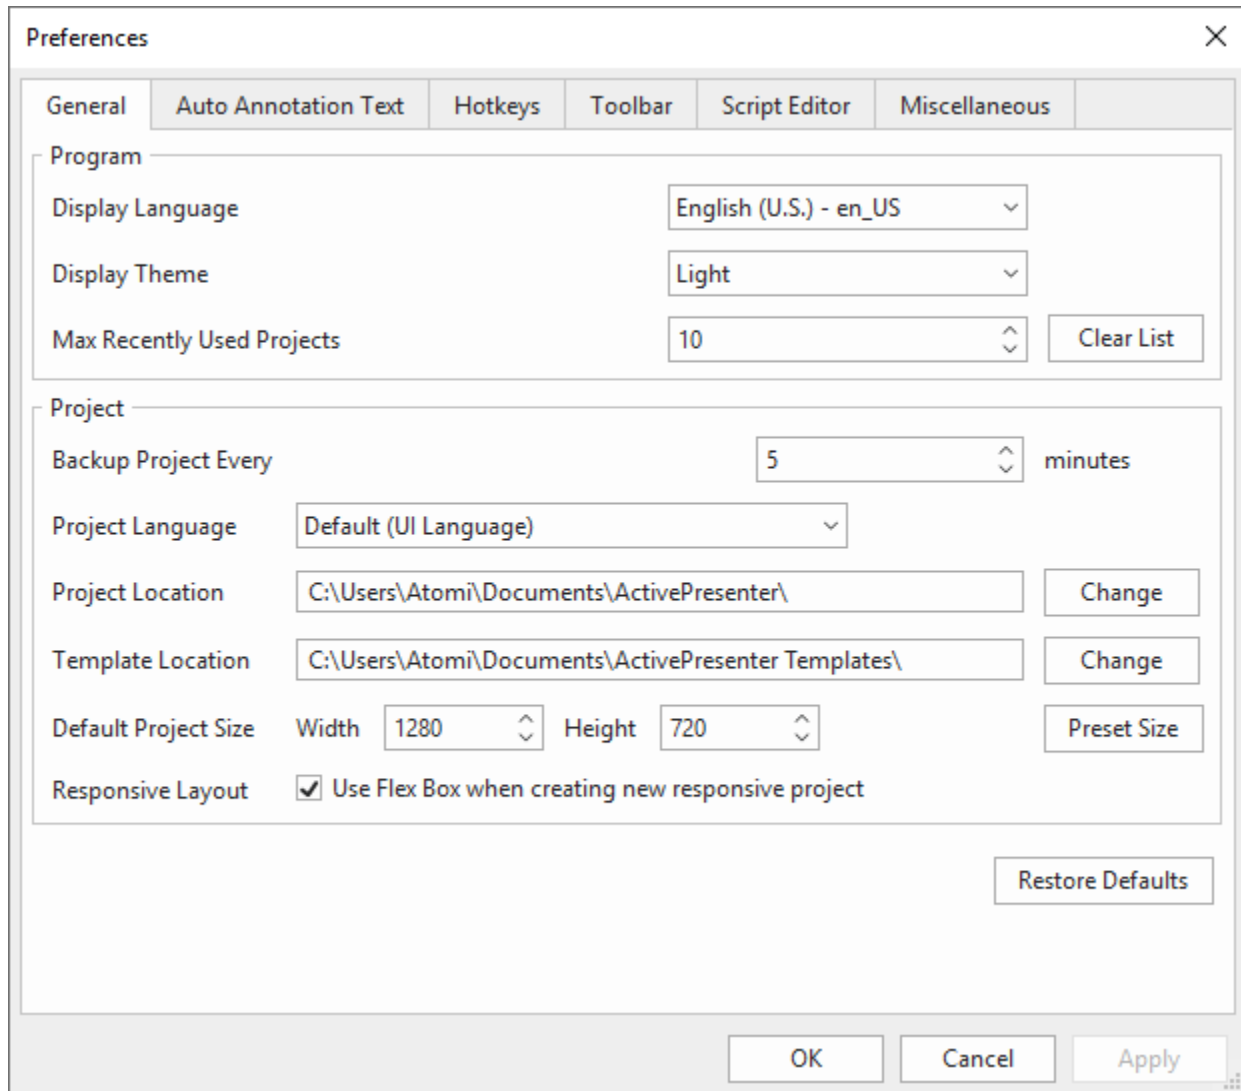 Preferences
General Auto Annotation Text Hotkeys Toolbar Script Editor Miscellaneous
Program
Display Language English (U.S.) - en_US
Display Theme Light
Max Recently Used Projects 10 Clear List
Project
Backup Project Every 5 minutes
Project Language Default (UI Language)
Project Location C:\Users\Atomi\Documents\ActivePresenter\ Change
Template Location C:\Users\Atomi\Documents\ActivePresenter Templates\ Change
Default Project Size Width 1280 Height 720 Preset Size
Responsive Layout Use Flex Box when creating new responsive project
Restore Defaults
OK Cancel Apply